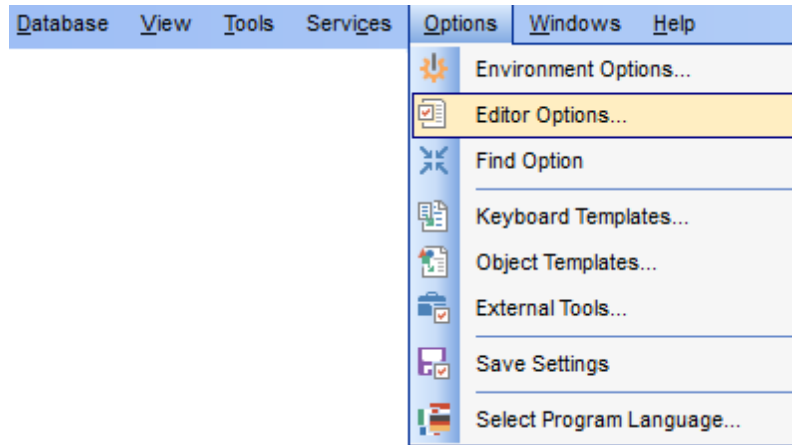 Database View Tools Services Options Windows Help
Environment Options...
Editor Options...
Find Option
Keyboard Templates...
Object Templates...
External Tools...
Save Settings
Select Program Language...